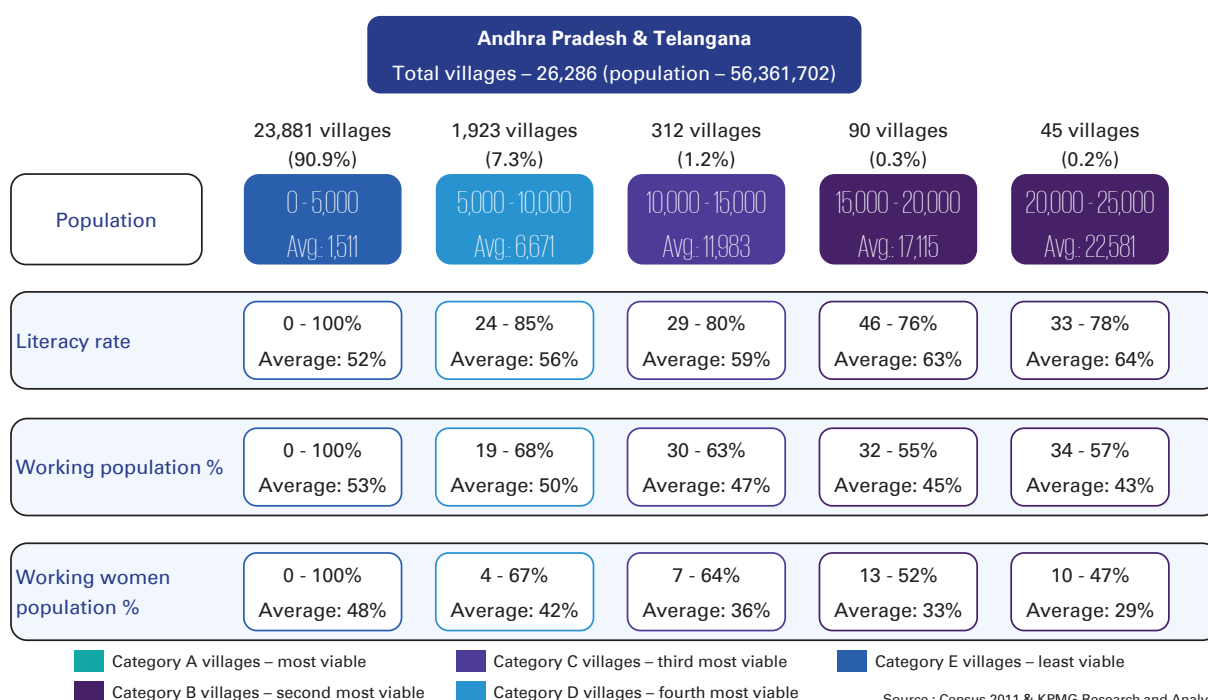 Andhra Pradesh & Telangana
Total villages – 26,286 (population – 56,361,702)
23,881 villages
(90.9%)
1,923 villages
(7.3%)
312 villages
(1.2%)
90 villages
(0.3%)
45 villages
(0.2%)
Population
0 - 5,000
Avg.: 1,511
5,000 - 10,000
Avg.: 6,671
10,000 - 15,000
Avg.: 11,983
15,000 - 20,000
Avg.: 17,115
20,000 - 25,000
Avg.: 22,581
Literacy rate
0 - 100%
Average: 52%
24 - 85%
Average: 56%
29 - 80%
Average: 59%
46 - 76%
Average: 63%
33 - 78%
Average: 64%
Working population %
0 - 100%
Average: 53%
19 - 68%
Average: 50%
30 - 63%
Average: 47%
32 - 55%
Average: 45%
34 - 57%
Average: 43%
Working women
population %
0 - 100%
Average: 48%
4 - 67%
Average: 42%
7 - 64%
Average: 36%
13 - 52%
Average: 33%
10 - 47%
Average: 29%
Category A villages – most viable
Category C villages – third most viable
Category E villages – least viable
Category B villages – second most viable
Category D villages – fourth most viable
Source : Census 2011 & KPMG Research and